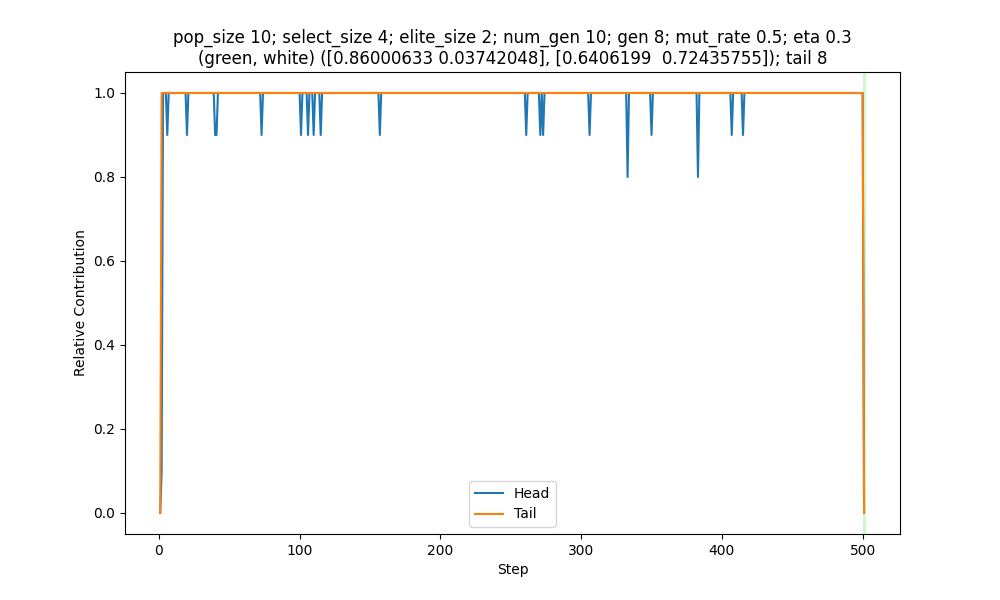 pop_size 10; select_size 4; elite_size 2; num_gen 10; gen 8; mut_rate 0.5; eta 0.3
(green, white) ([0.86000633 0.03742048], [0.6406199  0.72435755]); tail 8
1.0
0.8
0.6
0.4
0.2
0.0
Relative Contribution
Head
Tail
0 100 200 300 400 500
Step